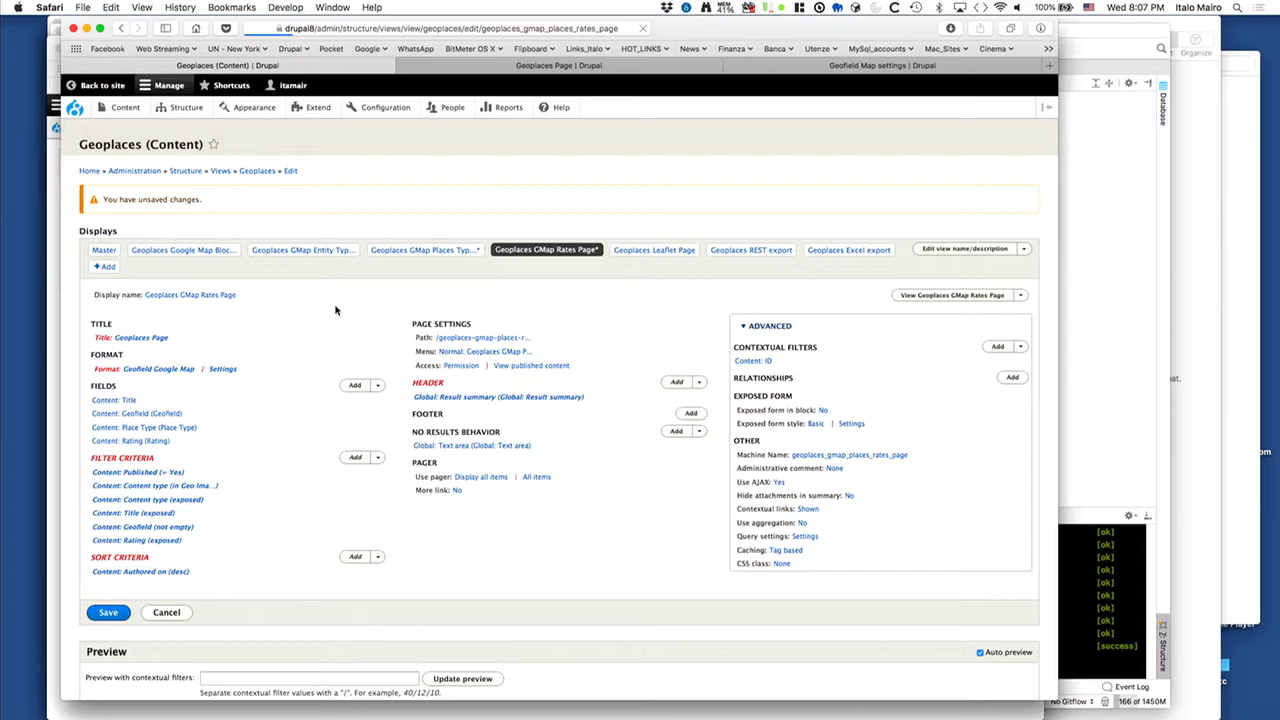 Safari File Edit View History Bookmarks Develop Window Help MEM 41% 100% Wed 8:07 PM Italo Mairo
drupal8/admin/structure/views/view/geoplaces/edit/geoplaces_gmap_places_rates_page
Facebook Web Streaming UN - New York Drupal Pocket Google WhatsApp BitMeter OS X Flipboard Links_Italo HOT_LINKS News Finanza Banca Utenze MySql_accounts Mac_Sites Cinema
Organize
Geoplaces (Content) | Drupal Geoplaces Page | Drupal Geofield Map settings | Drupal
Back to site Manage Shortcuts itamair
Content Structure Appearance Extend Configuration People Reports Help
Database
Geoplaces (Content)
Home » Administration » Structure » Views » Geoplaces » Edit
You have unsaved changes.
Displays
Master Geoplaces Google Map Bloc... Geoplaces GMap Entity Typ... Geoplaces GMap Places Typ...* Geoplaces GMap Rates Page* Geoplaces Leaflet Page Geoplaces REST export Geoplaces Excel export Edit view name/description
+ Add
Display name: Geoplaces GMap Rates Page View Geoplaces GMap Rates Page
TITLE
Title: Geoplaces Page
FORMAT
Format: Geofield Google Map | Settings
FIELDS Add
Content: Title
Content: Geofield (Geofield)
Content: Place Type (Place Type)
Content: Rating (Rating)
FILTER CRITERIA Add
Content: Published (= Yes)
Content: Content type (in Geo Ima...)
Content: Content type (exposed)
Content: Title (exposed)
Content: Geofield (not empty)
Content: Rating (exposed)
SORT CRITERIA Add
Content: Authored on (desc)
PAGE SETTINGS
Path: /geoplaces-gmap-places-r...
Menu: Normal: Geoplaces GMap P...
Access: Permission | View published content
HEADER Add
Global: Result summary (Global: Result summary)
FOOTER Add
NO RESULTS BEHAVIOR Add
Global: Text area (Global: Text area)
PAGER
Use pager: Display all items | All items
More link: No
ADVANCED
CONTEXTUAL FILTERS Add
Content: ID
RELATIONSHIPS Add
EXPOSED FORM
Exposed form in block: No
Exposed form style: Basic | Settings
OTHER
Machine Name: geoplaces_gmap_places_rates_page
Administrative comment: None
Use AJAX: Yes
Hide attachments in summary: No
Contextual links: Shown
Use aggregation: No
Query settings: Settings
Caching: Tag based
CSS class: None
Save Cancel
Preview Auto preview
Preview with contextual filters: Update preview
Separate contextual filter values with a "/". For example, 40/12/10.
[ok]
[ok]
[ok]
[ok]
[ok]
[ok]
[ok]
[ok]
[ok]
[success]
Z: Structure
Event Log
No Gitflow 166 of 1450M